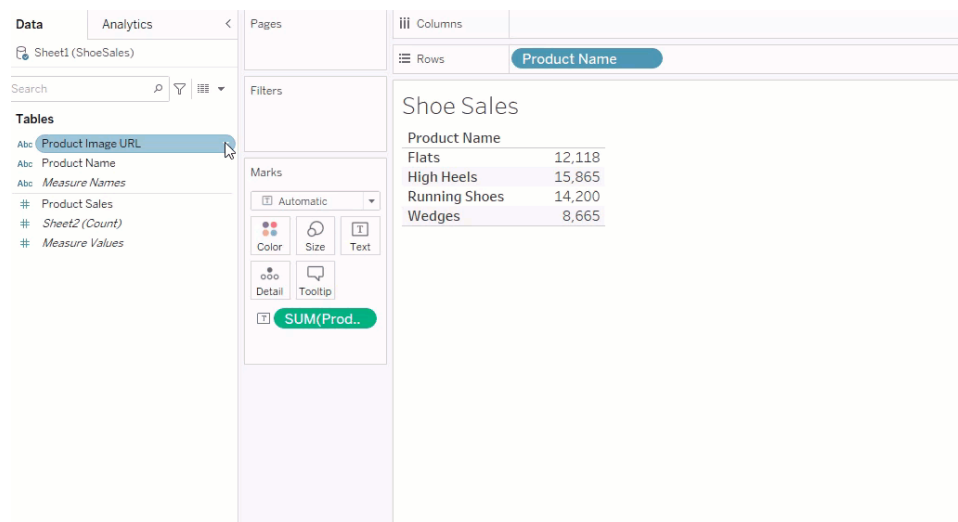 Data Analytics
Sheet1 (ShoeSales)
Search
Tables
Abc Product Image URL
Abc Product Name
Abc Measure Names
# Product Sales
# Sheet2 (Count)
# Measure Values
Pages
Filters
Marks
T Automatic
Color Size T Text
Detail Tooltip
T SUM(Prod..
Columns
Rows Product Name
Shoe Sales
Product Name
Flats 12,118
High Heels 15,865
Running Shoes 14,200
Wedges 8,665